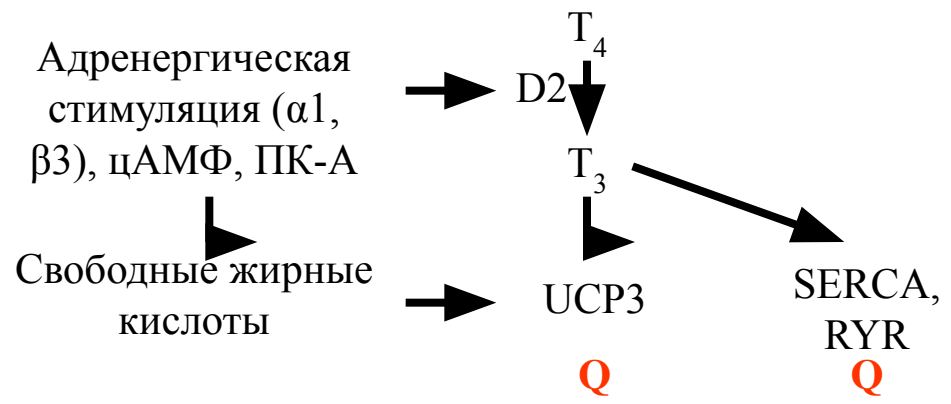 Адренергическая
стимуляция (α1,
β3), цАМФ, ПК-А
T4
D2
T3
Свободные жирные
кислоты
UCP3
SERCA,
RYR
Q
Q